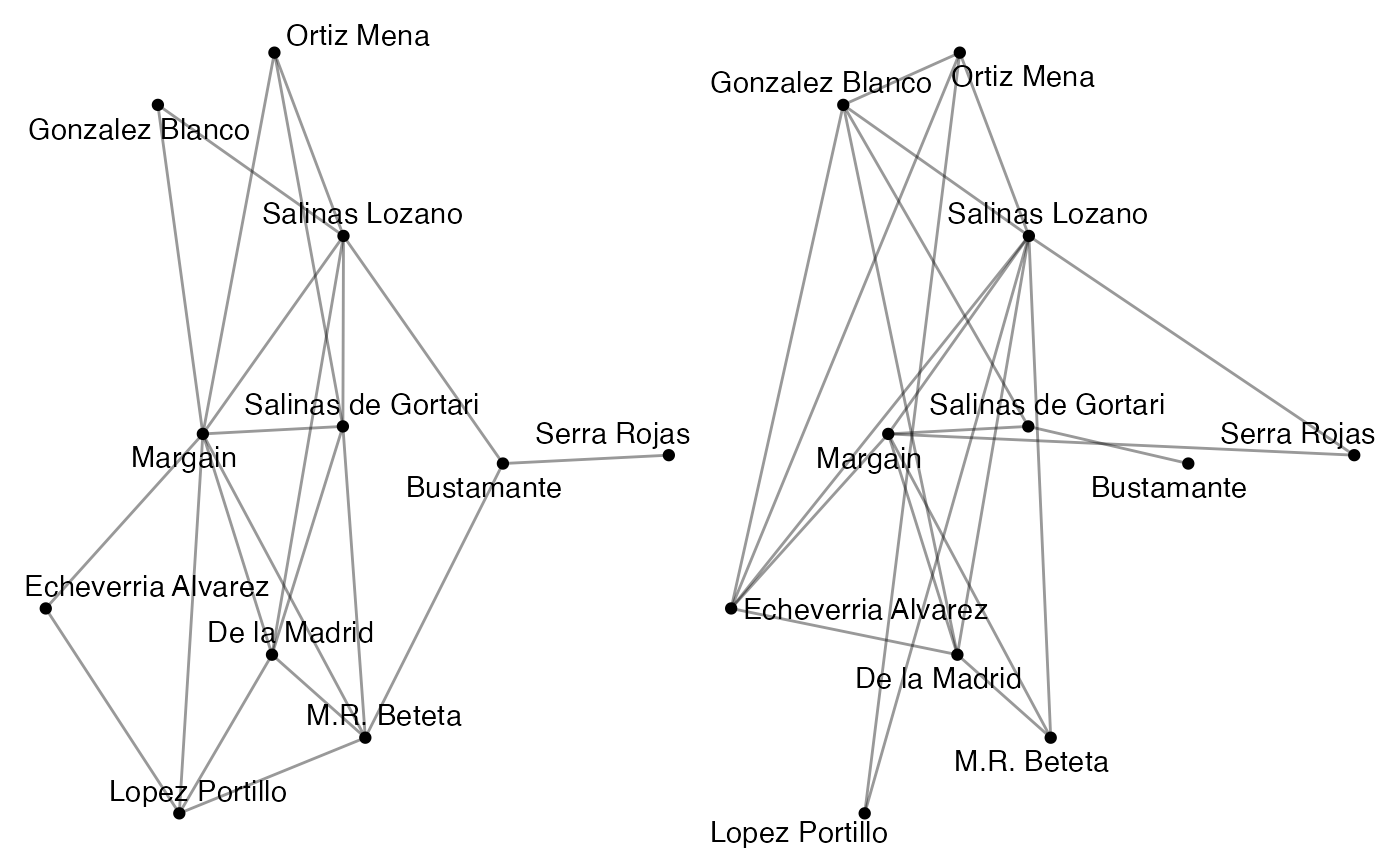 Ortiz Mena
Gonzalez Blanco
Salinas Lozano
Salinas de Gortari
Margain
Serra Rojas
Bustamante
Echeverria Alvarez
De la Madrid
M.R. Beteta
Lopez Portillo
Gonzalez Blanco
Ortiz Mena
Salinas Lozano
Salinas de Gortari
Margain
Serra Rojas
Bustamante
Echeverria Alvarez
De la Madrid
M.R. Beteta
Lopez Portillo